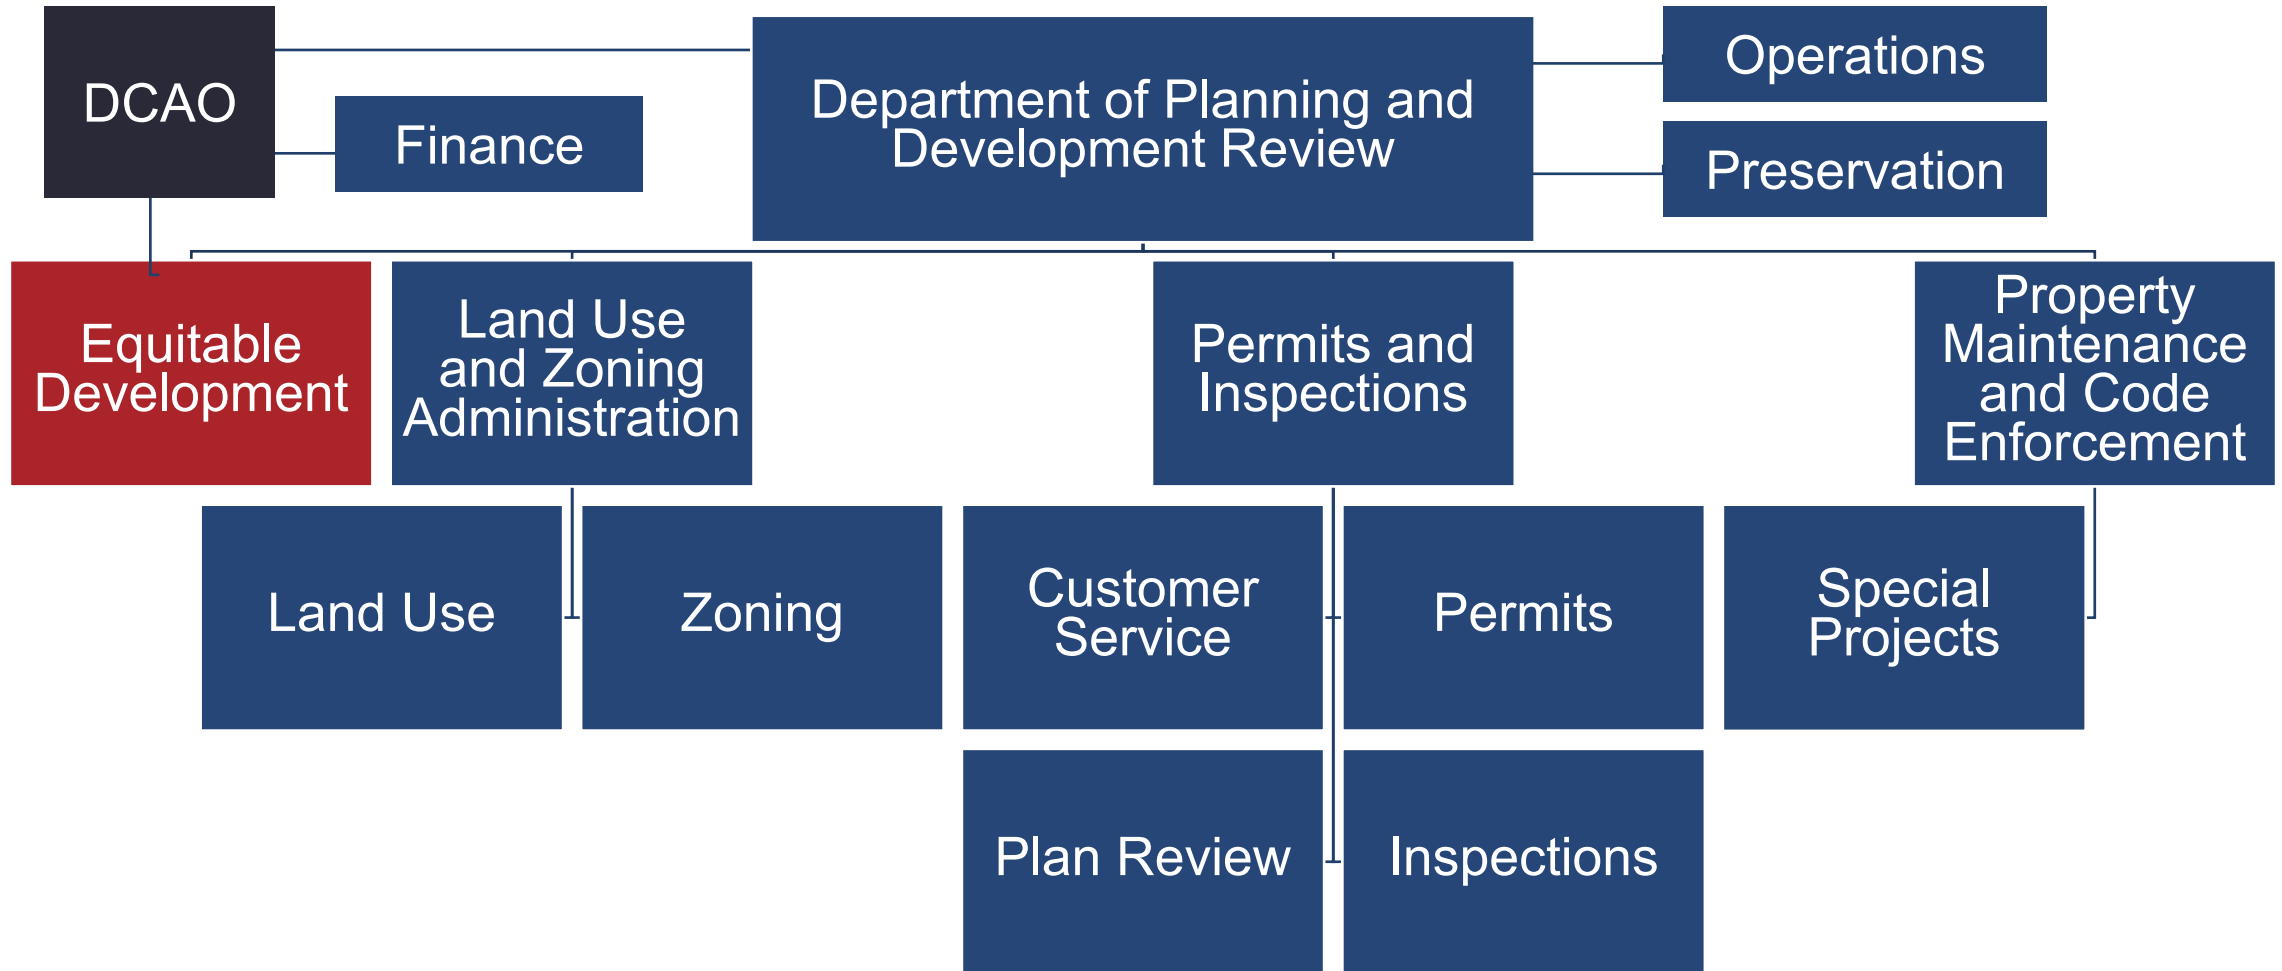 DCAO
Finance
Department of Planning and
Development Review
Operations
Preservation
Equitable
Development
Land Use
and Zoning
Administration
Permits and
Inspections
Property
Maintenance
and Code
Enforcement
Land Use
Zoning
Customer
Service
Permits
Special
Projects
Plan Review
Inspections